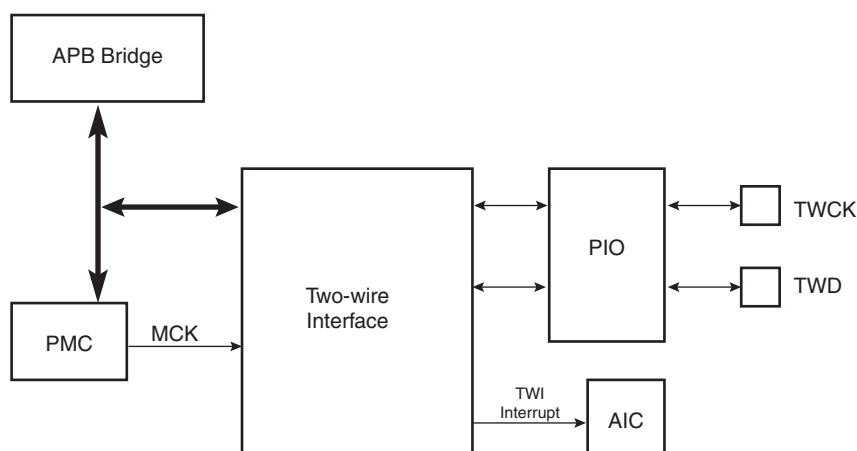 APB Bridge
TWCK
PIO
TWD
Two-wire
Interface
PMC
MCK
TWI
Interrupt
AIC